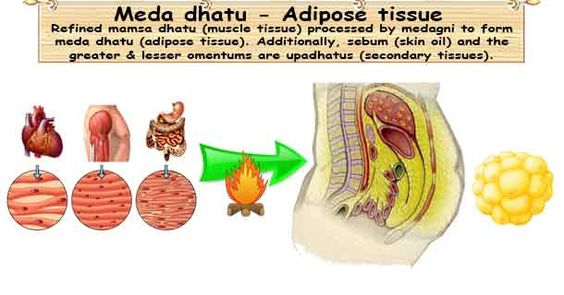 Meda dhatu - Adipose tissue
Refined mamsa dhatu (muscle tissue) processed by medagni to form
meda dhatu (adipose tissue). Additionally, sebum (skin oil) and the
greater & lesser omentums are upadhatus (secondary tissues).